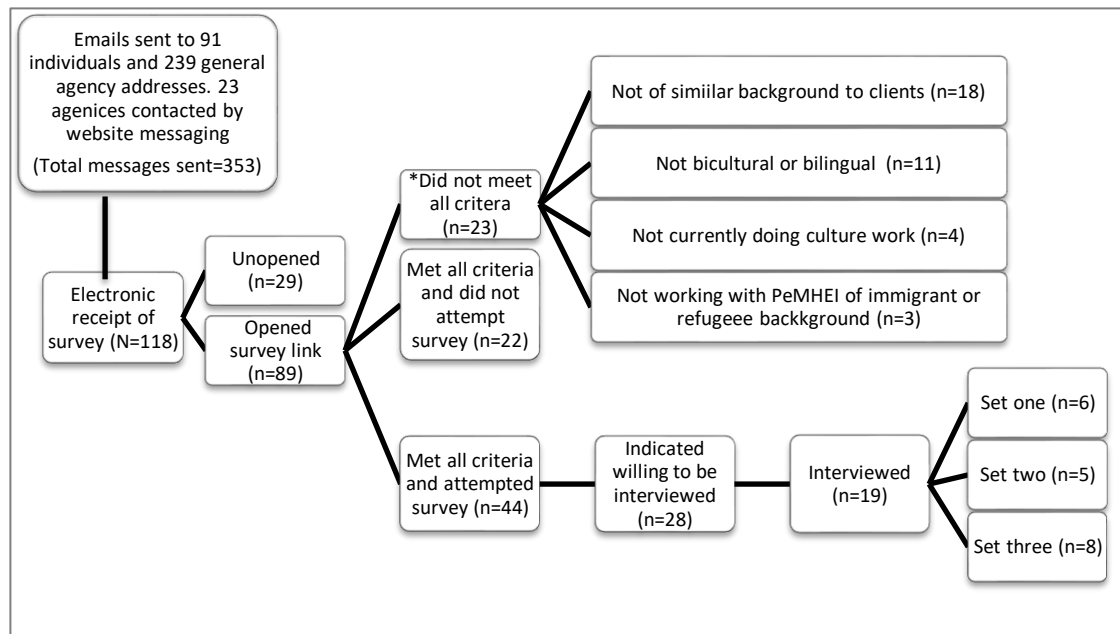 Emails sent to 91
individuals and 239 general
agency addresses. 23
agenices contacted by
website messaging
(Total messages sent=353)
Electronic
receipt of
survey (N=118)
Unopened
(n=29)
Opened
survey link
(n=89)
*Did not meet
all critera
(n=23)
Met all criteria
and did not
attempt
survey (n=22)
Met all criteria
and attempted
survey (n=44)
Not of simiilar background to clients (n=18)
Not bicultural or bilingual (n=11)
Not currently doing culture work (n=4)
Not working with PeMHEI of immigrant or
refugeee backkground (n=3)
Indicated
willing to be
interviewed
(n=28)
Interviewed
(n=19)
Set one (n=6)
Set two (n=5)
Set three (n=8)